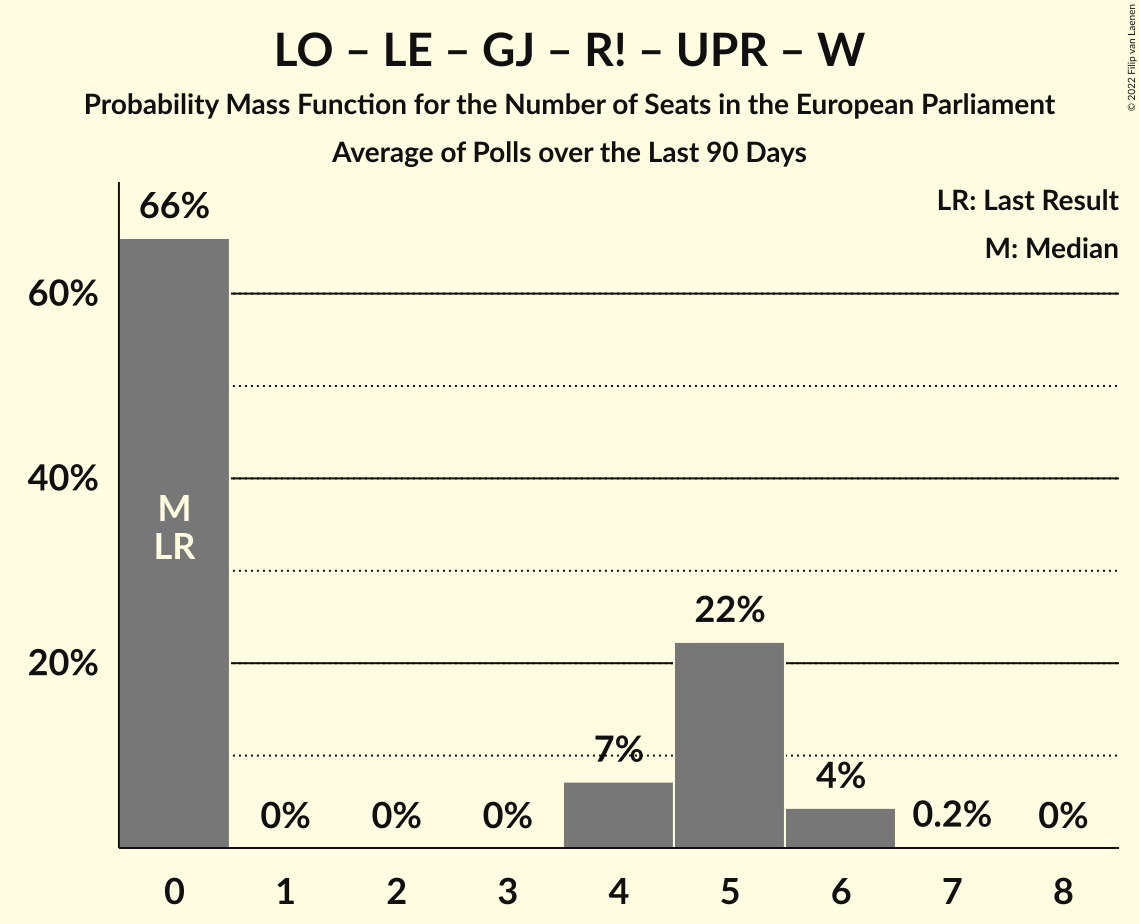 LO – LE – GJ – R! – UPR – W
Probability Mass Function for the Number of Seats in the European Parliament
Average of Polls over the Last 90 Days
© 2022 Filip van Laenen
LR: Last Result
M: Median
66%
60%
40%
20%
M
LR
0%
0%
0%
7%
22%
4%
0.2%
0%
0
1
2
3
4
5
6
7
8